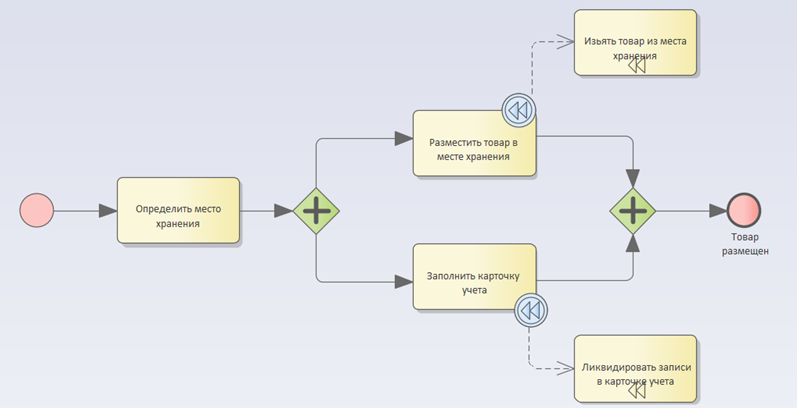 Изъять товар из места
хранения
Разместить товар в
месте хранения
Определить место
хранения
Товар
размещен
Заполнить карточку
учета
Ликвидировать записи
в карточке учета